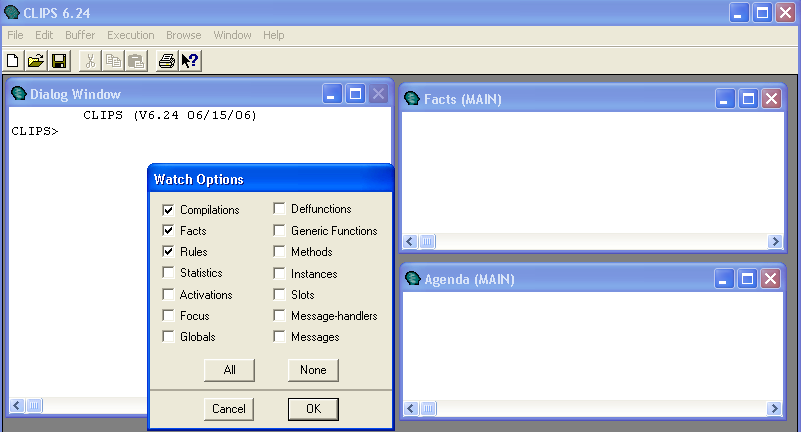 CLIPS 6.24
File Edit Buffer Execution Browse Window Help
Dialog Window
CLIPS (V6.24 06/15/06)
CLIPS>
Facts (MAIN)
Agenda (MAIN)
Watch Options
Compilations Deffunctions
Facts Generic Functions
Rules Methods
Statistics Instances
Activations Slots
Focus Message-handlers
Globals Messages
All None
Cancel OK